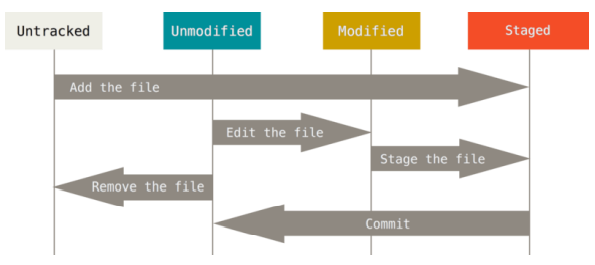 Untracked
Unmodified
Modified
Staged
Add the file
Edit the file
Stage the file
Remove the file
Commit